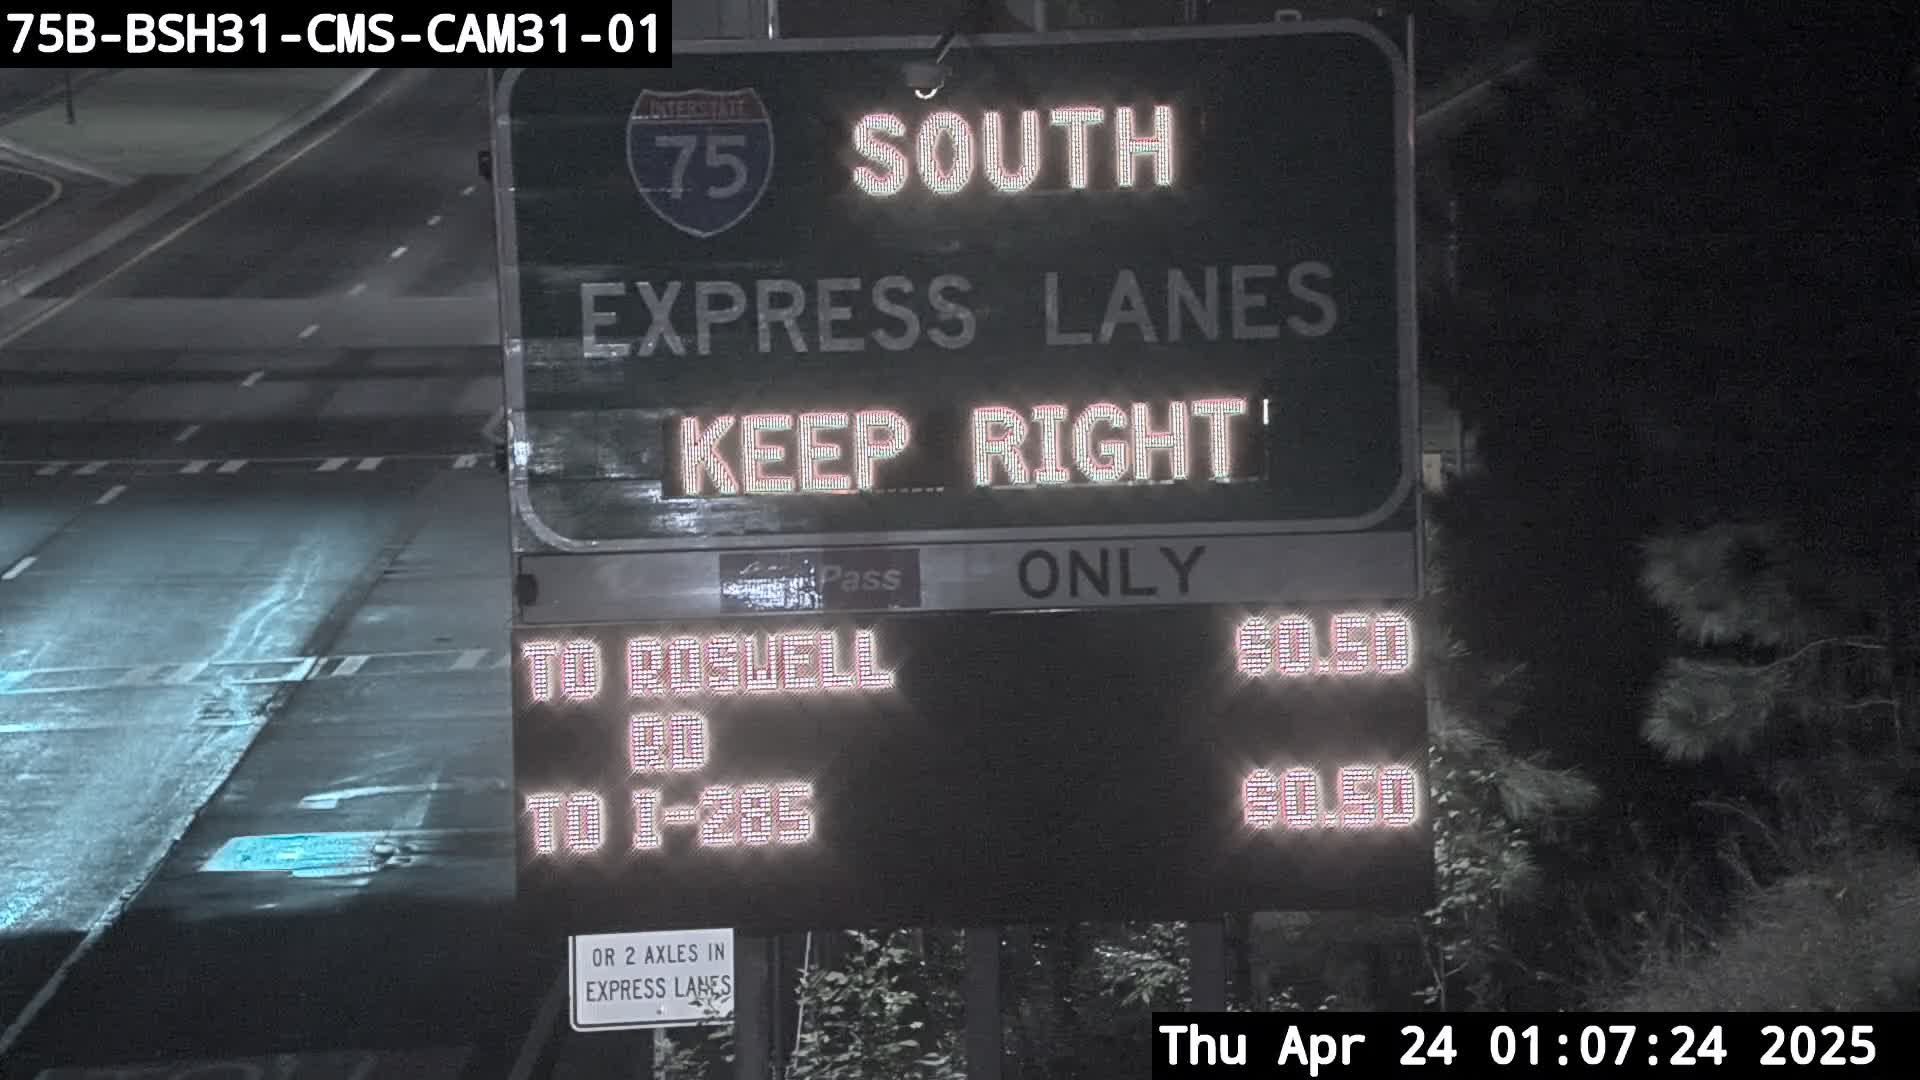 75B-BSH31-CMS-CAM31-01
INTERSTATE
75 SOUTH
EXPRESS LANES
KEEP RIGHT
Pass ONLY
TO ROSWELL $0.50
RD
TO I-285 $0.50
OR 2 AXLES IN
EXPRESS LANES
Thu Apr 24 01:07:24 2025